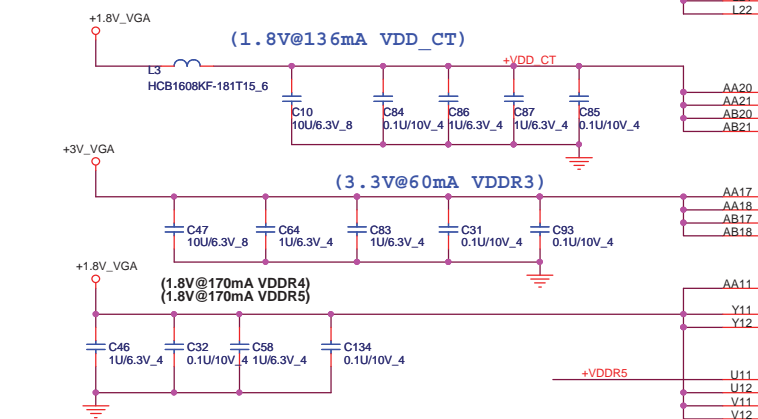 L22
+1.8V_VGA
(1.8V@136mA VDD_CT)
+VDD_CT
L3
HCB1608KF-181T15_6
AA20
AA21
AB20
AB21
C10
10U/6.3V_8
C84
0.1U/10V_4
C86
1U/6.3V_4
C87
1U/6.3V_4
C85
0.1U/10V_4
+3V_VGA
(3.3V@60mA VDDR3)
AA17
AA18
AB17
AB18
C47
10U/6.3V_8
C64
1U/6.3V_4
C83
1U/6.3V_4
C31
0.1U/10V_4
C93
0.1U/10V_4
+1.8V_VGA
(1.8V@170mA VDDR4)
(1.8V@170mA VDDR5)
AA11
Y11
Y12
C46
1U/6.3V_4
C32
0.1U/10V_4
C58
1U/6.3V_4
C134
0.1U/10V_4
+VDDR5
U11
U12
V11
V12